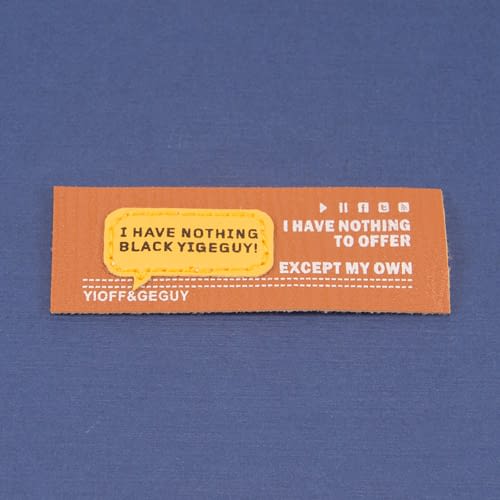 I HAVE NOTHING
BLACK YIGEGUY!
I HAVE NOTHING
TO OFFER
EXCEPT MY OWN
YIOFF&GEGUY